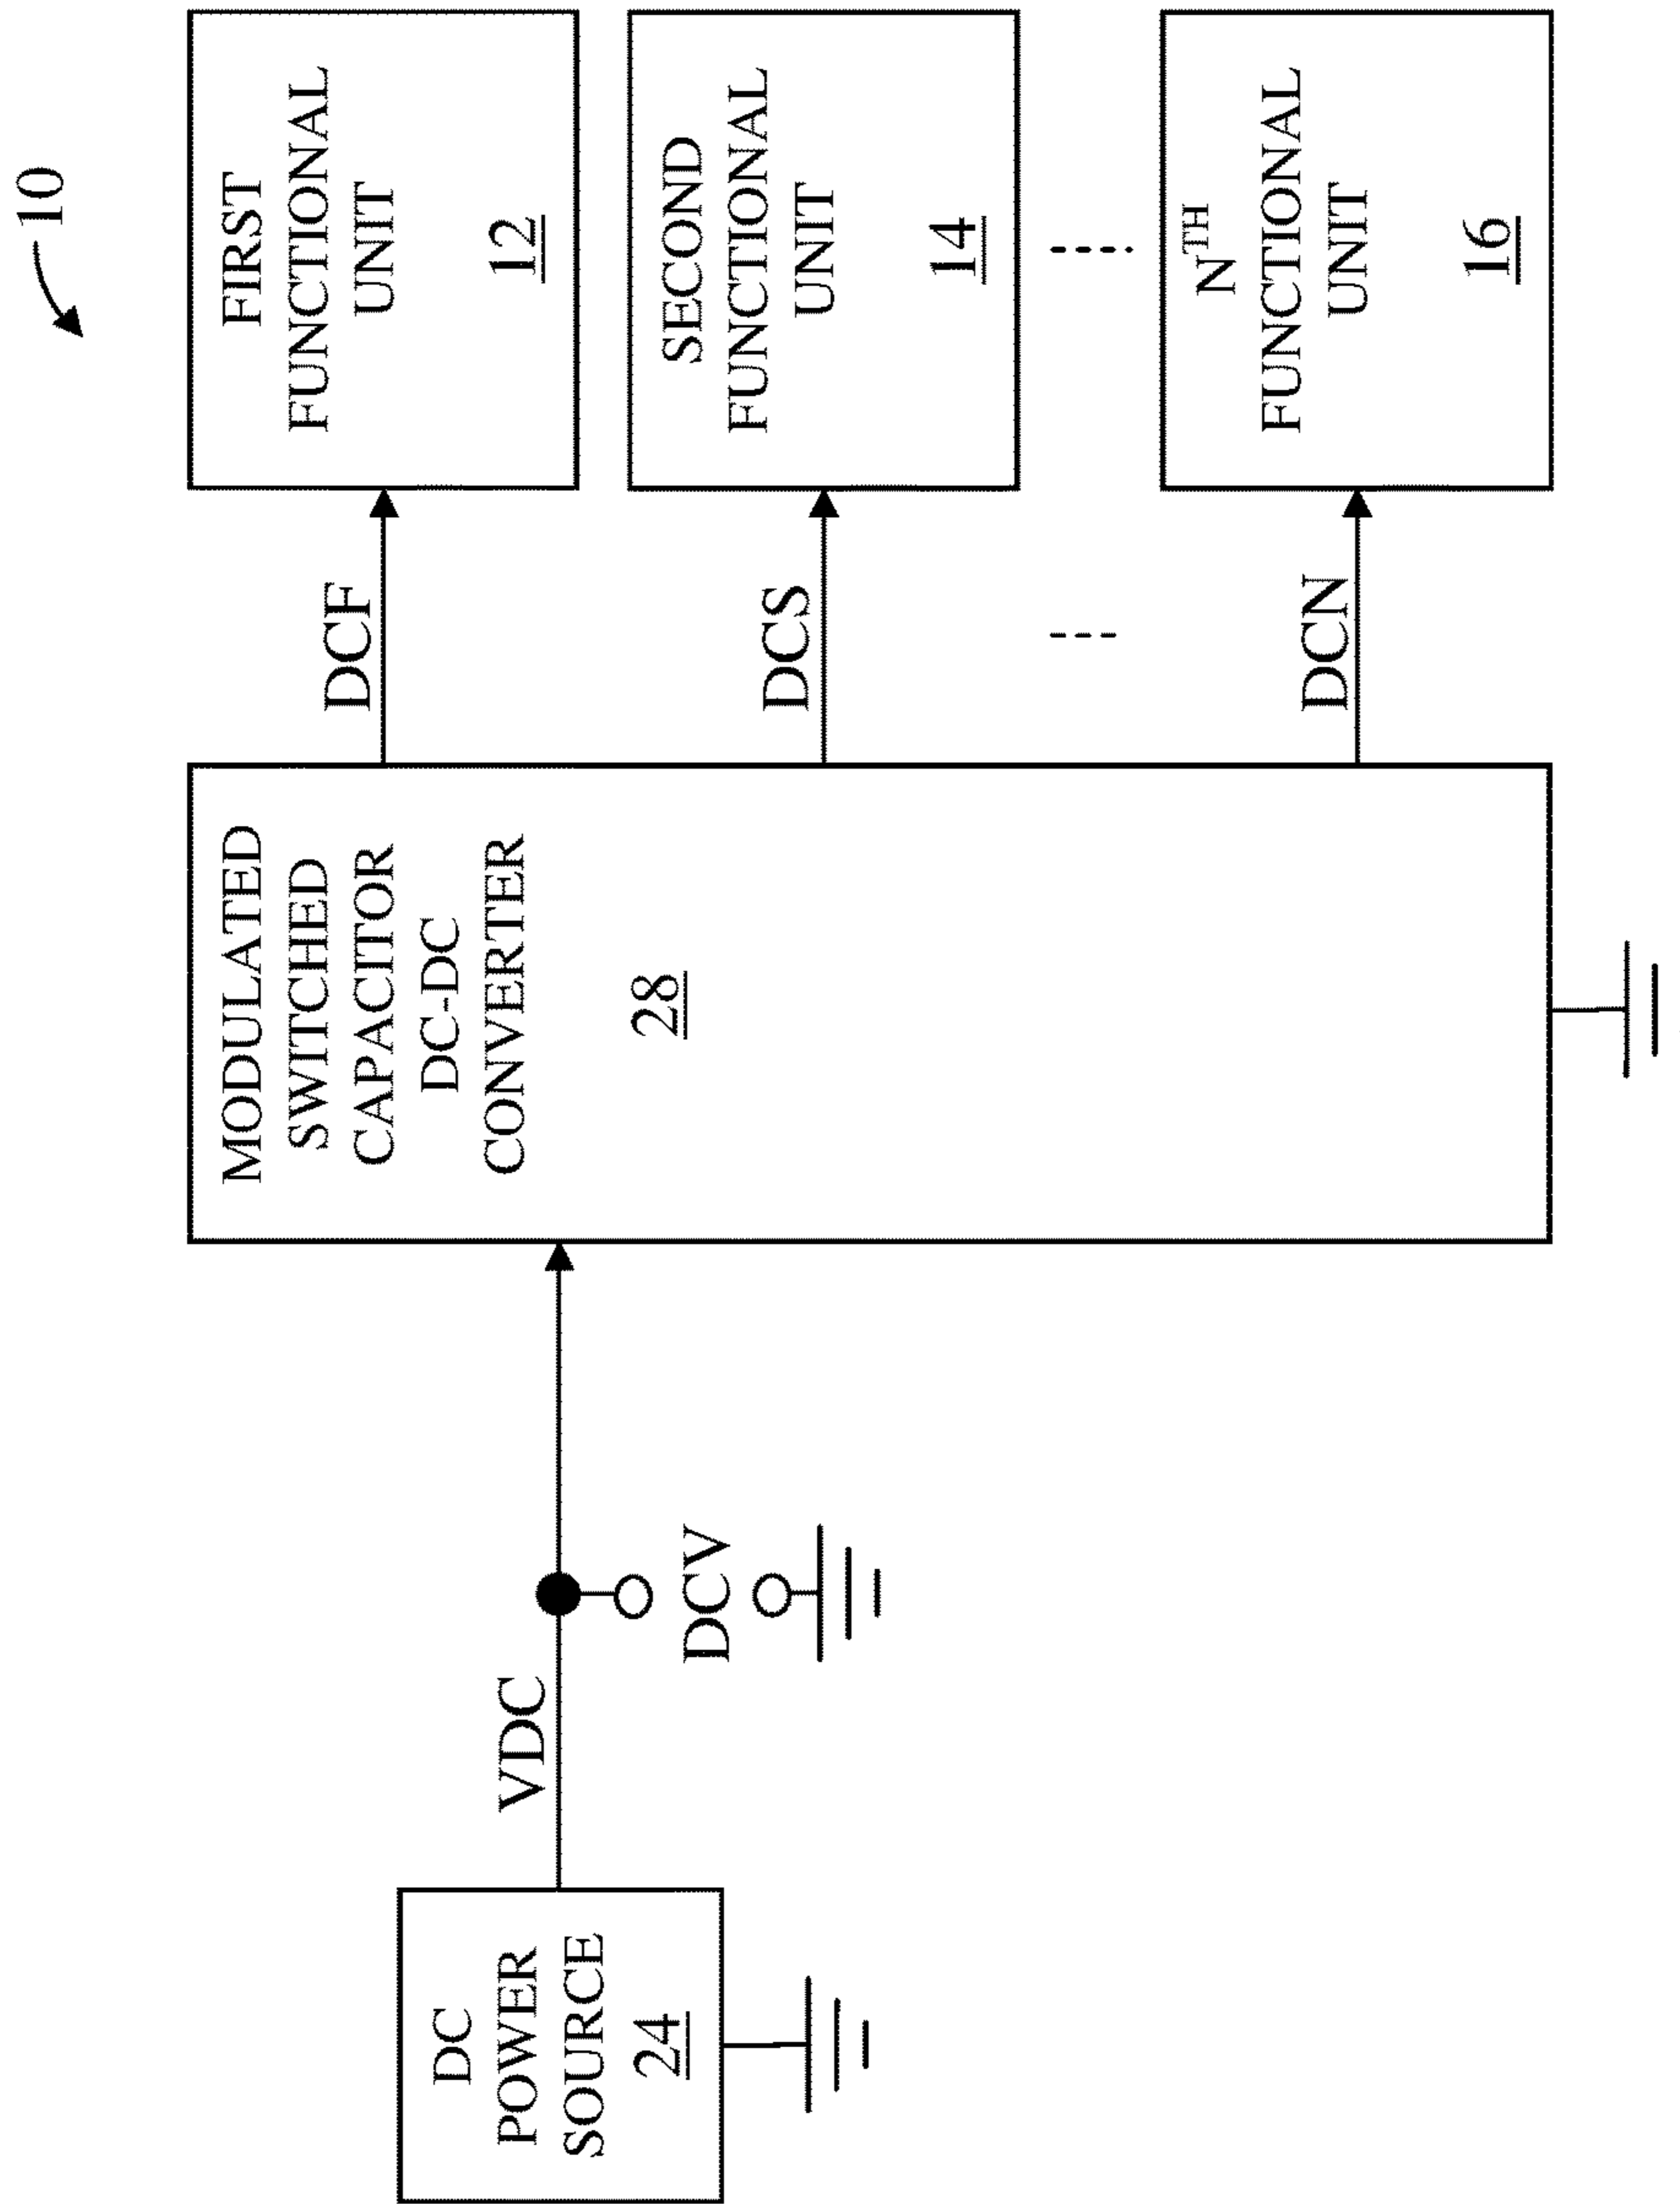 10
DC
POWER
SOURCE
24
VDC
DCV
MODULATED
SWITCHED
CAPACITOR
DC-DC
CONVERTER
28
DCF
DCS
DCN
FIRST
FUNCTIONAL
UNIT
12
SECOND
FUNCTIONAL
UNIT
14
NTH
FUNCTIONAL
UNIT
16